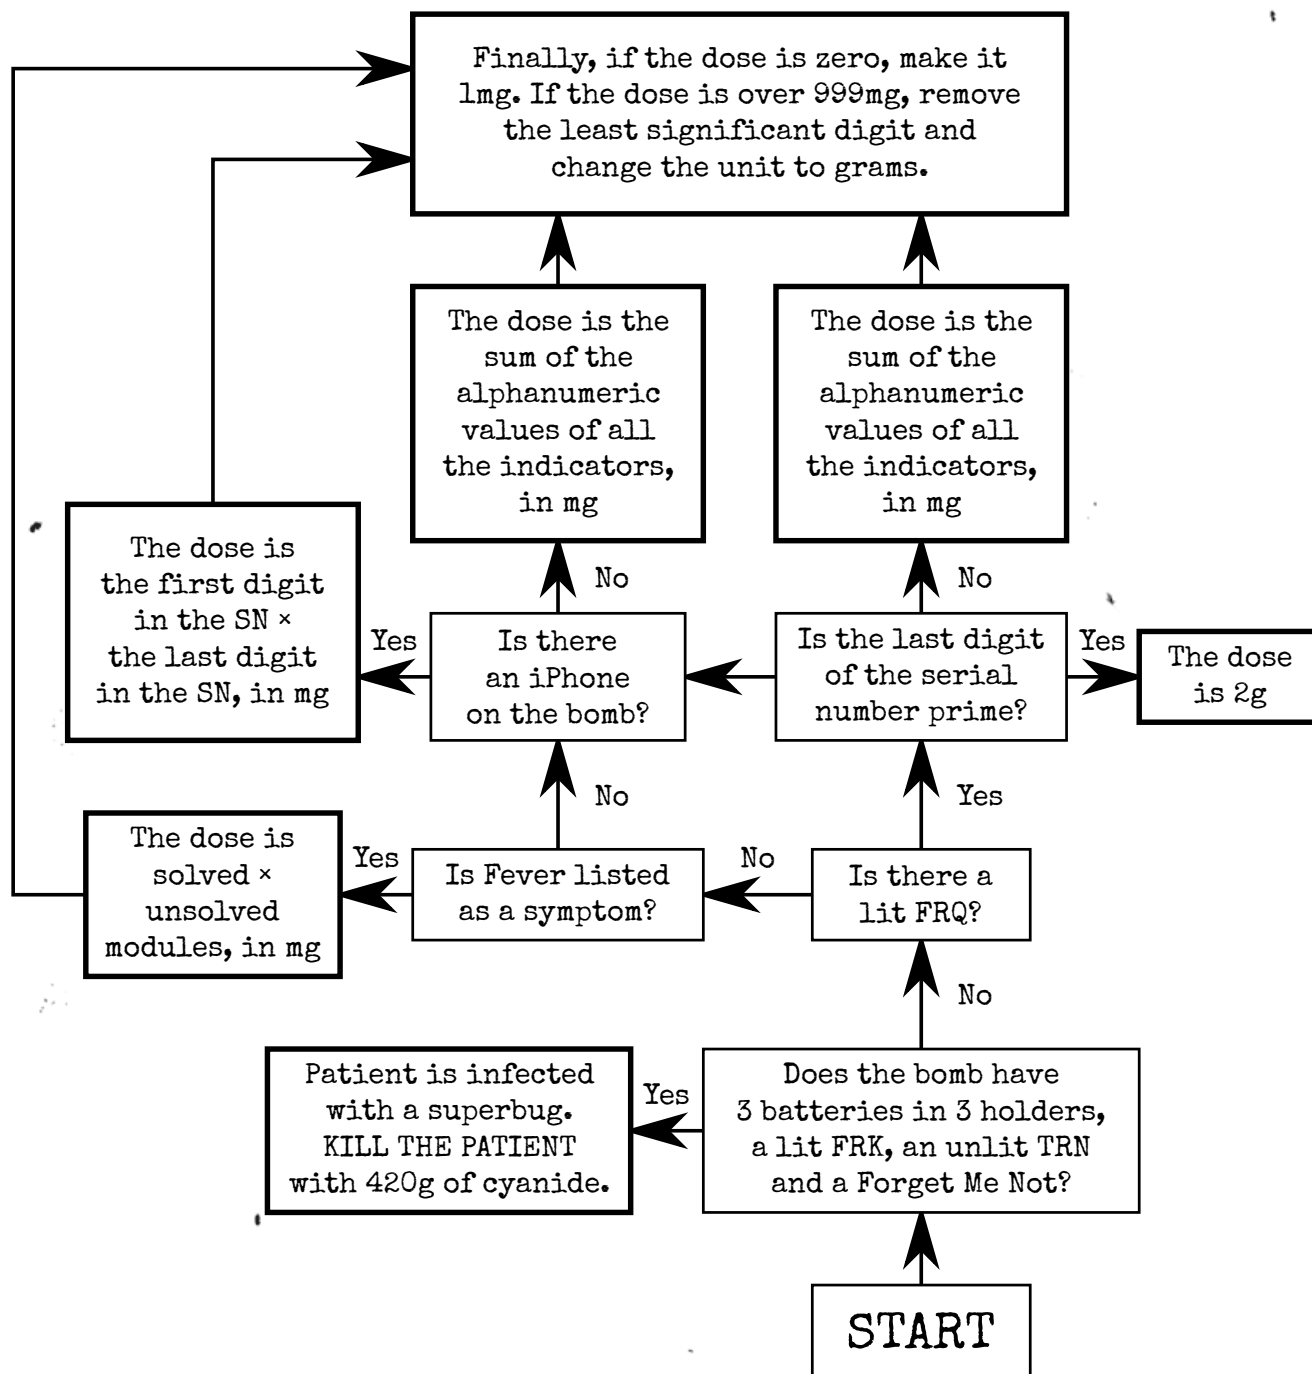 Finally, if the dose is zero, make it
1mg. If the dose is over 999mg, remove
the least significant digit and
change the unit to grams.
The dose is the
sum of the
alphanumeric
values of all
the indicators,
in mg
The dose is the
sum of the
alphanumeric
values of all
the indicators,
in mg
The dose is
the first digit
in the SN ×
the last digit
in the SN, in mg
No
No
Yes
Is there
an iPhone
on the bomb?
Is the last digit
of the serial
number prime?
Yes
The dose
is 2g
No
Yes
The dose is
solved ×
unsolved
modules, in mg
Yes
Is Fever listed
as a symptom?
No
Is there a
lit FRQ?
No
Patient is infected
with a superbug.
KILL THE PATIENT
with 420g of cyanide.
Yes
Does the bomb have
3 batteries in 3 holders,
a lit FRK, an unlit TRN
and a Forget Me Not?
START